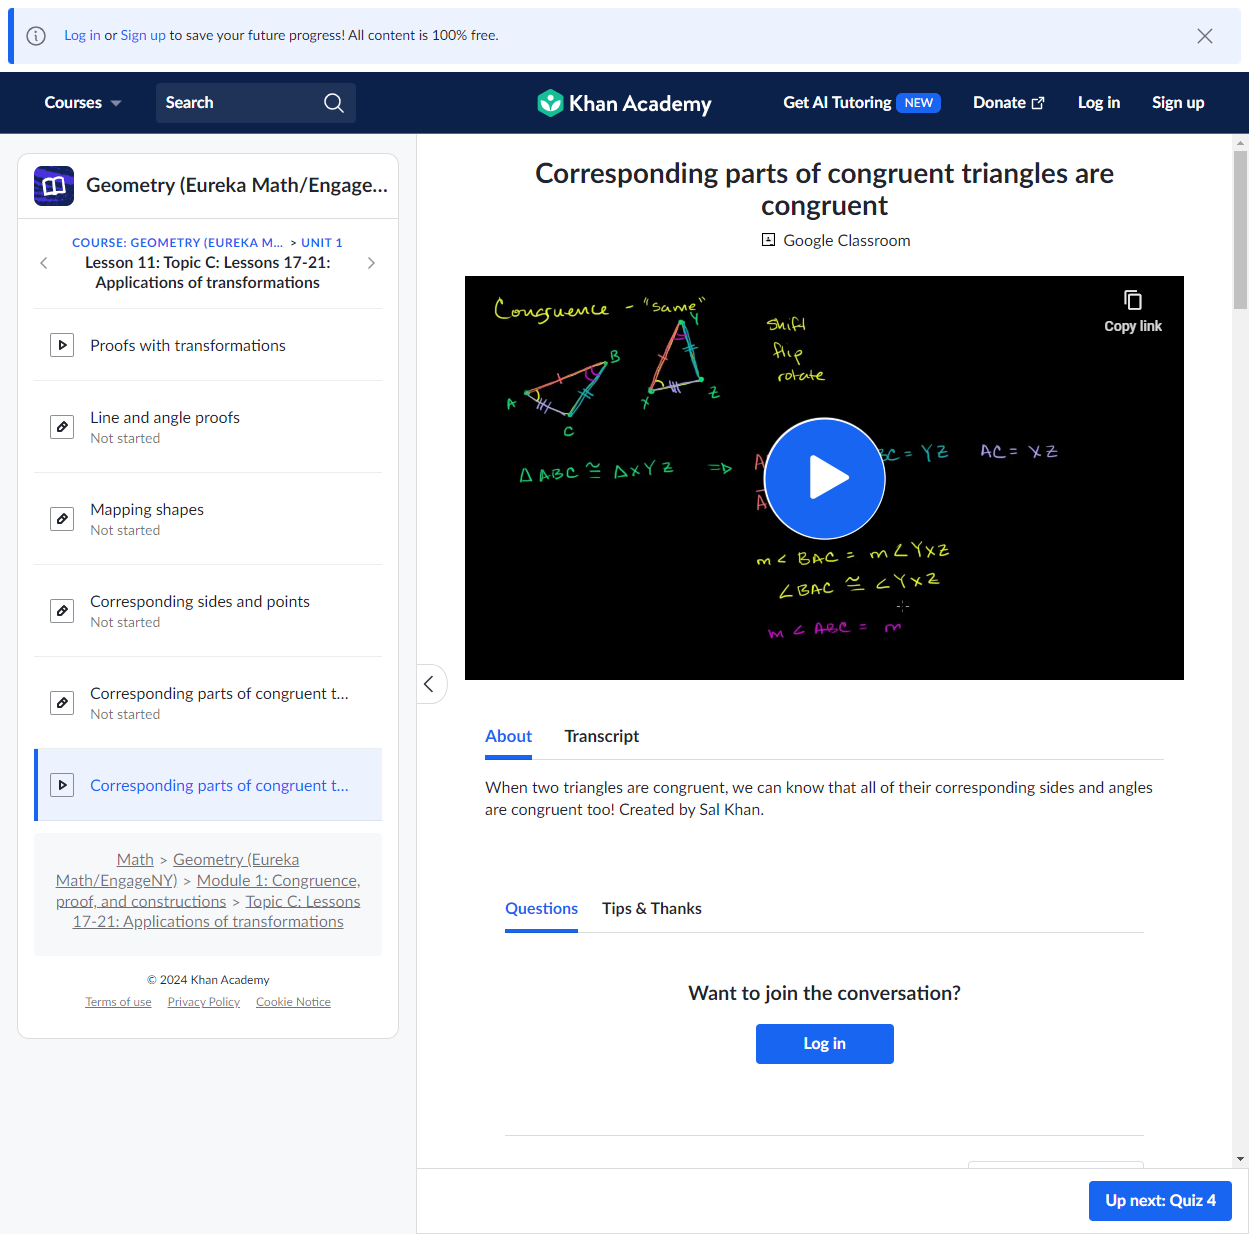 Log in or Sign up to save your future progress! All content is 100% free.
Courses
Search
Khan Academy
Get AI Tutoring NEW
Donate
Log in
Sign up
Geometry (Eureka Math/Engage...
COURSE: GEOMETRY (EUREKA M... > UNIT 1
Lesson 11: Topic C: Lessons 17-21:
Applications of transformations
Proofs with transformations
Line and angle proofs
Not started
Mapping shapes
Not started
Corresponding sides and points
Not started
Corresponding parts of congruent t...
Not started
Corresponding parts of congruent t...
Math > Geometry (Eureka
Math/EngageNY) > Module 1: Congruence,
proof, and constructions > Topic C: Lessons
17-21: Applications of transformations
© 2024 Khan Academy
Terms of use Privacy Policy Cookie Notice
Corresponding parts of congruent triangles are
congruent
Google Classroom
Copy link
Congruence - "same"
shift
flip
rotate
A
B
C
X
Y
Z
∆ABC ≅ ∆XYZ ⇒
BC = YZ
AC = XZ
m∠BAC = m∠YXZ
∠BAC ≅ ∠YXZ
m∠ABC = m
About
Transcript
When two triangles are congruent, we can know that all of their corresponding sides and angles
are congruent too! Created by Sal Khan.
Questions
Tips & Thanks
Want to join the conversation?
Log in
Up next: Quiz 4